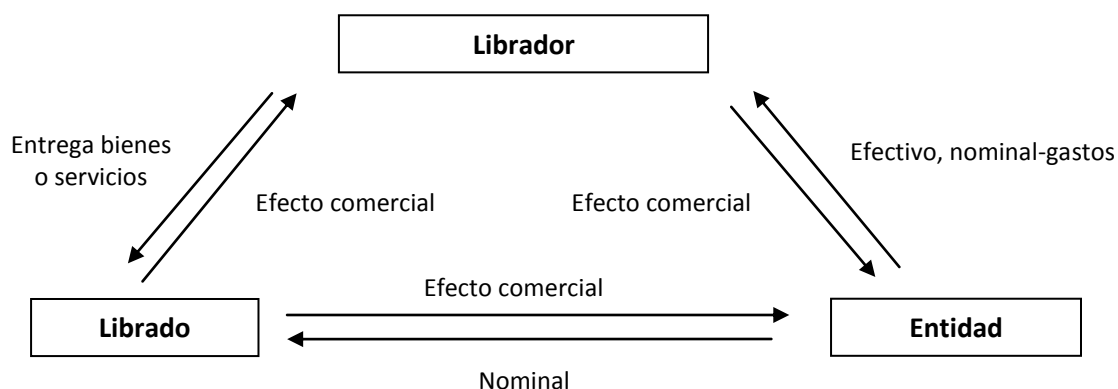 Librador
Entrega bienes
o servicios
Efectivo, nominal-gastos
Efecto comercial
Efecto comercial
Efecto comercial
Librado
Entidad
Nominal